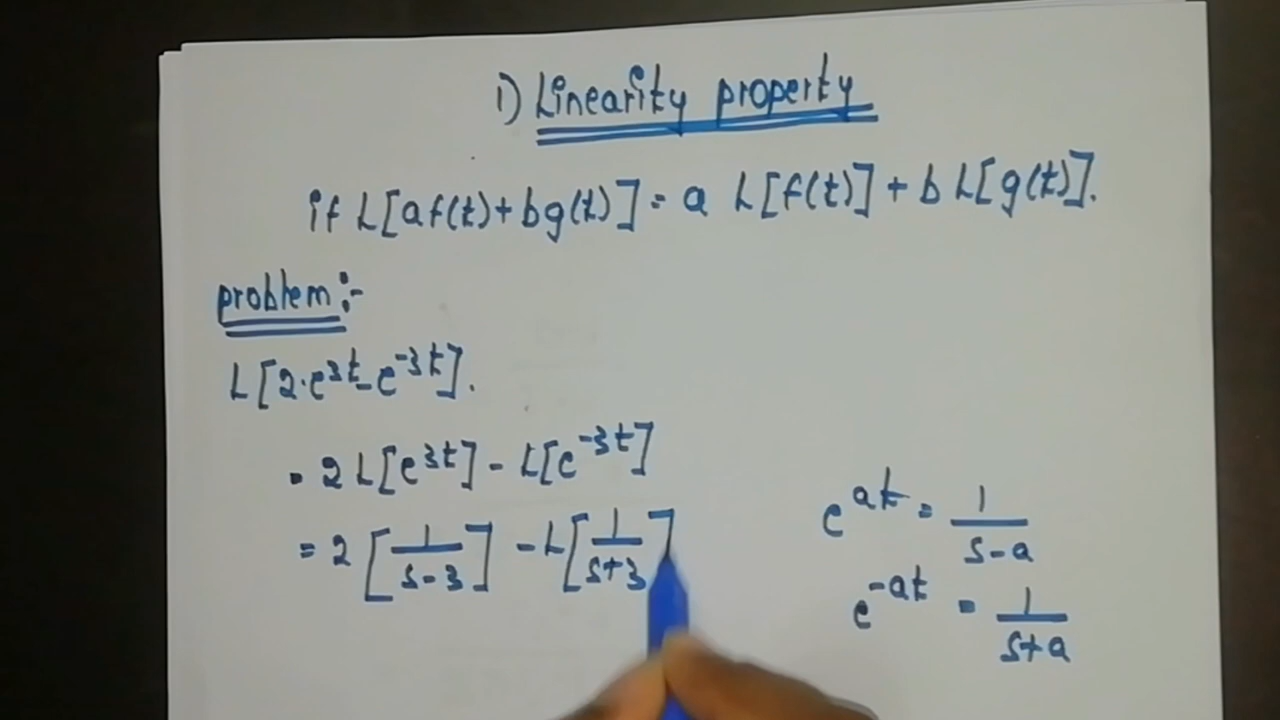 1) Linearity property
if L[af(t)+bg(t)] = a L[f(t)] + b L[g(t)].
problem:-
L[2·e^3t - e^-3t].
= 2 L[e^3t] - L[e^-3t]
= 2 [1/s-3] - L[1/s+3]
e^at = 1/s-a
e^-at = 1/s+a